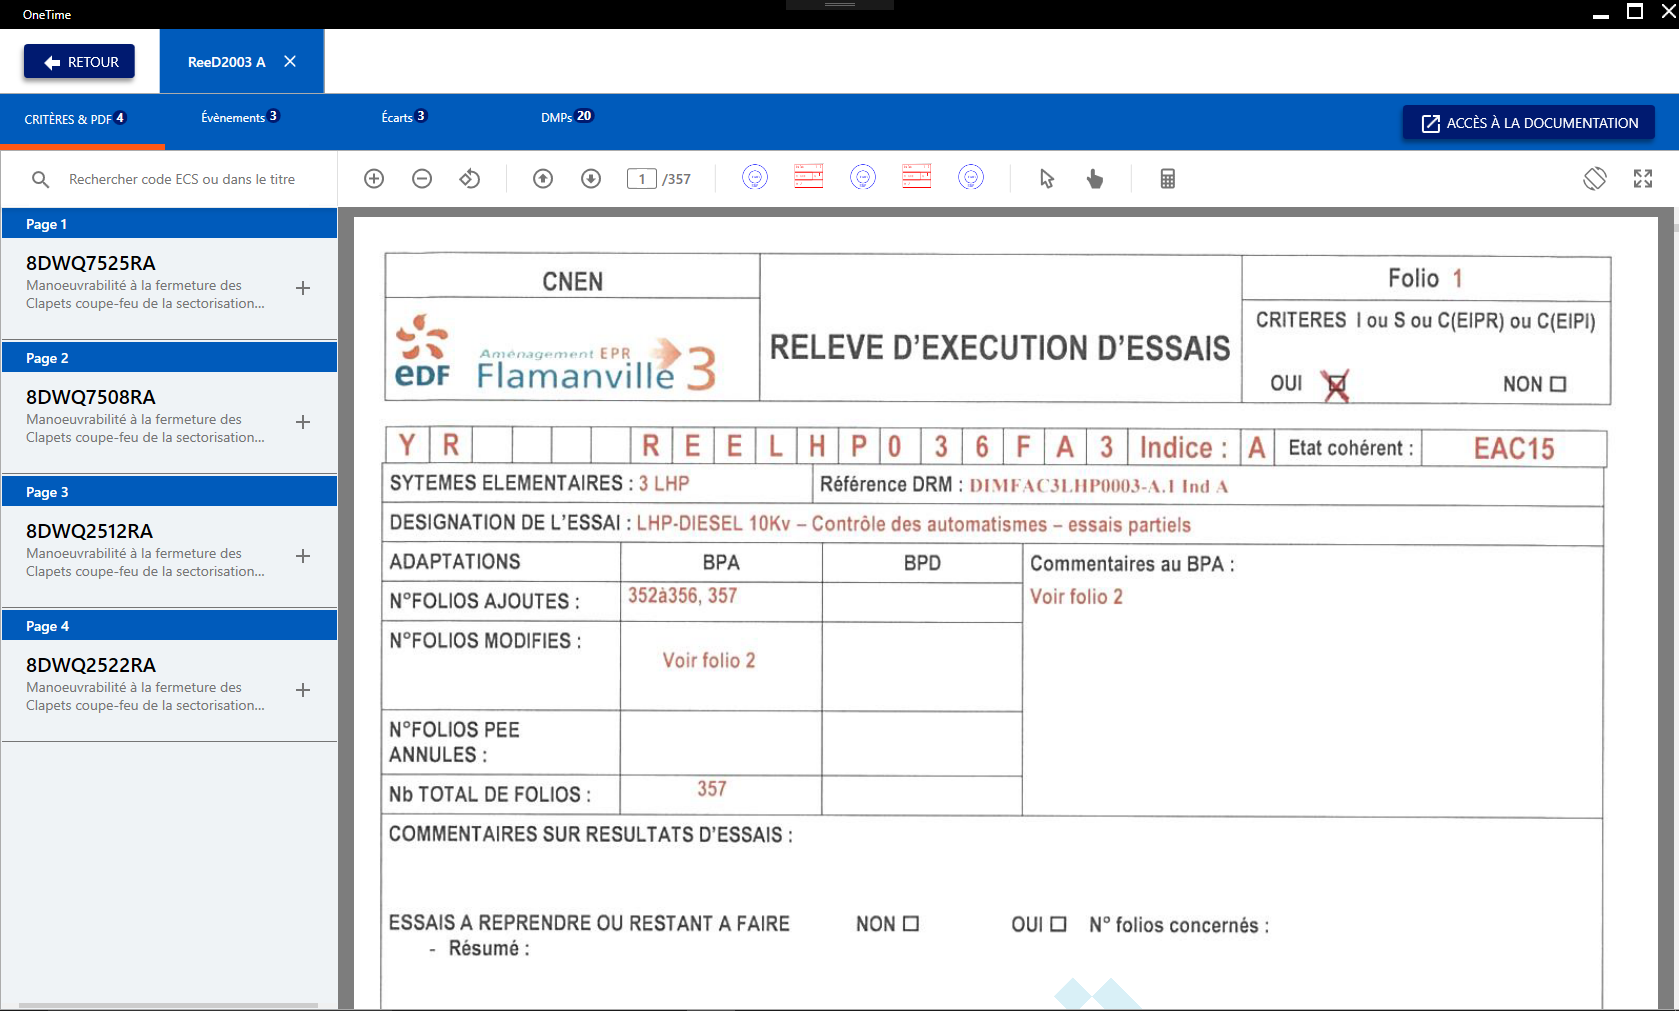 OneTime
RETOUR
ReeD2003 A
CRITÈRES & PDF 4
Évènements 3
Écarts 3
DMPs 20
ACCÈS À LA DOCUMENTATION
Rechercher code ECS ou dans le titre
1 /357
Page 1
8DWQ7525RA
Manoeuvrabilité à la fermeture des
Clapets coupe-feu de la sectorisation...
Page 2
8DWQ7508RA
Manoeuvrabilité à la fermeture des
Clapets coupe-feu de la sectorisation...
Page 3
8DWQ2512RA
Manoeuvrabilité à la fermeture des
Clapets coupe-feu de la sectorisation...
Page 4
8DWQ2522RA
Manoeuvrabilité à la fermeture des
Clapets coupe-feu de la sectorisation...
CNEN
edf
Aménagement EPR
Flamanville 3
RELEVE D'EXECUTION D'ESSAIS
Folio 1
CRITERES I ou S ou C(EIPR) ou C(EIPI)
OUI NON
Y R R E E L H P 0 3 6 F A 3 Indice : A Etat cohérent : EAC15
SYTEMES ELEMENTAIRES : 3 LHP Référence DRM : DIMFAC3LHP0003-A.1 Ind A
DESIGNATION DE L'ESSAI : LHP-DIESEL 10Kv – Contrôle des automatismes – essais partiels
ADAPTATIONS BPA BPD Commentaires au BPA :
N°FOLIOS AJOUTES : 352à356, 357 Voir folio 2
N°FOLIOS MODIFIES :
Voir folio 2
N°FOLIOS PEE
ANNULES :
Nb TOTAL DE FOLIOS : 357
COMMENTAIRES SUR RESULTATS D'ESSAI :
ESSAIS A REPRENDRE OU RESTANT A FAIRE NON OUI N° folios concernés :
- Résumé :